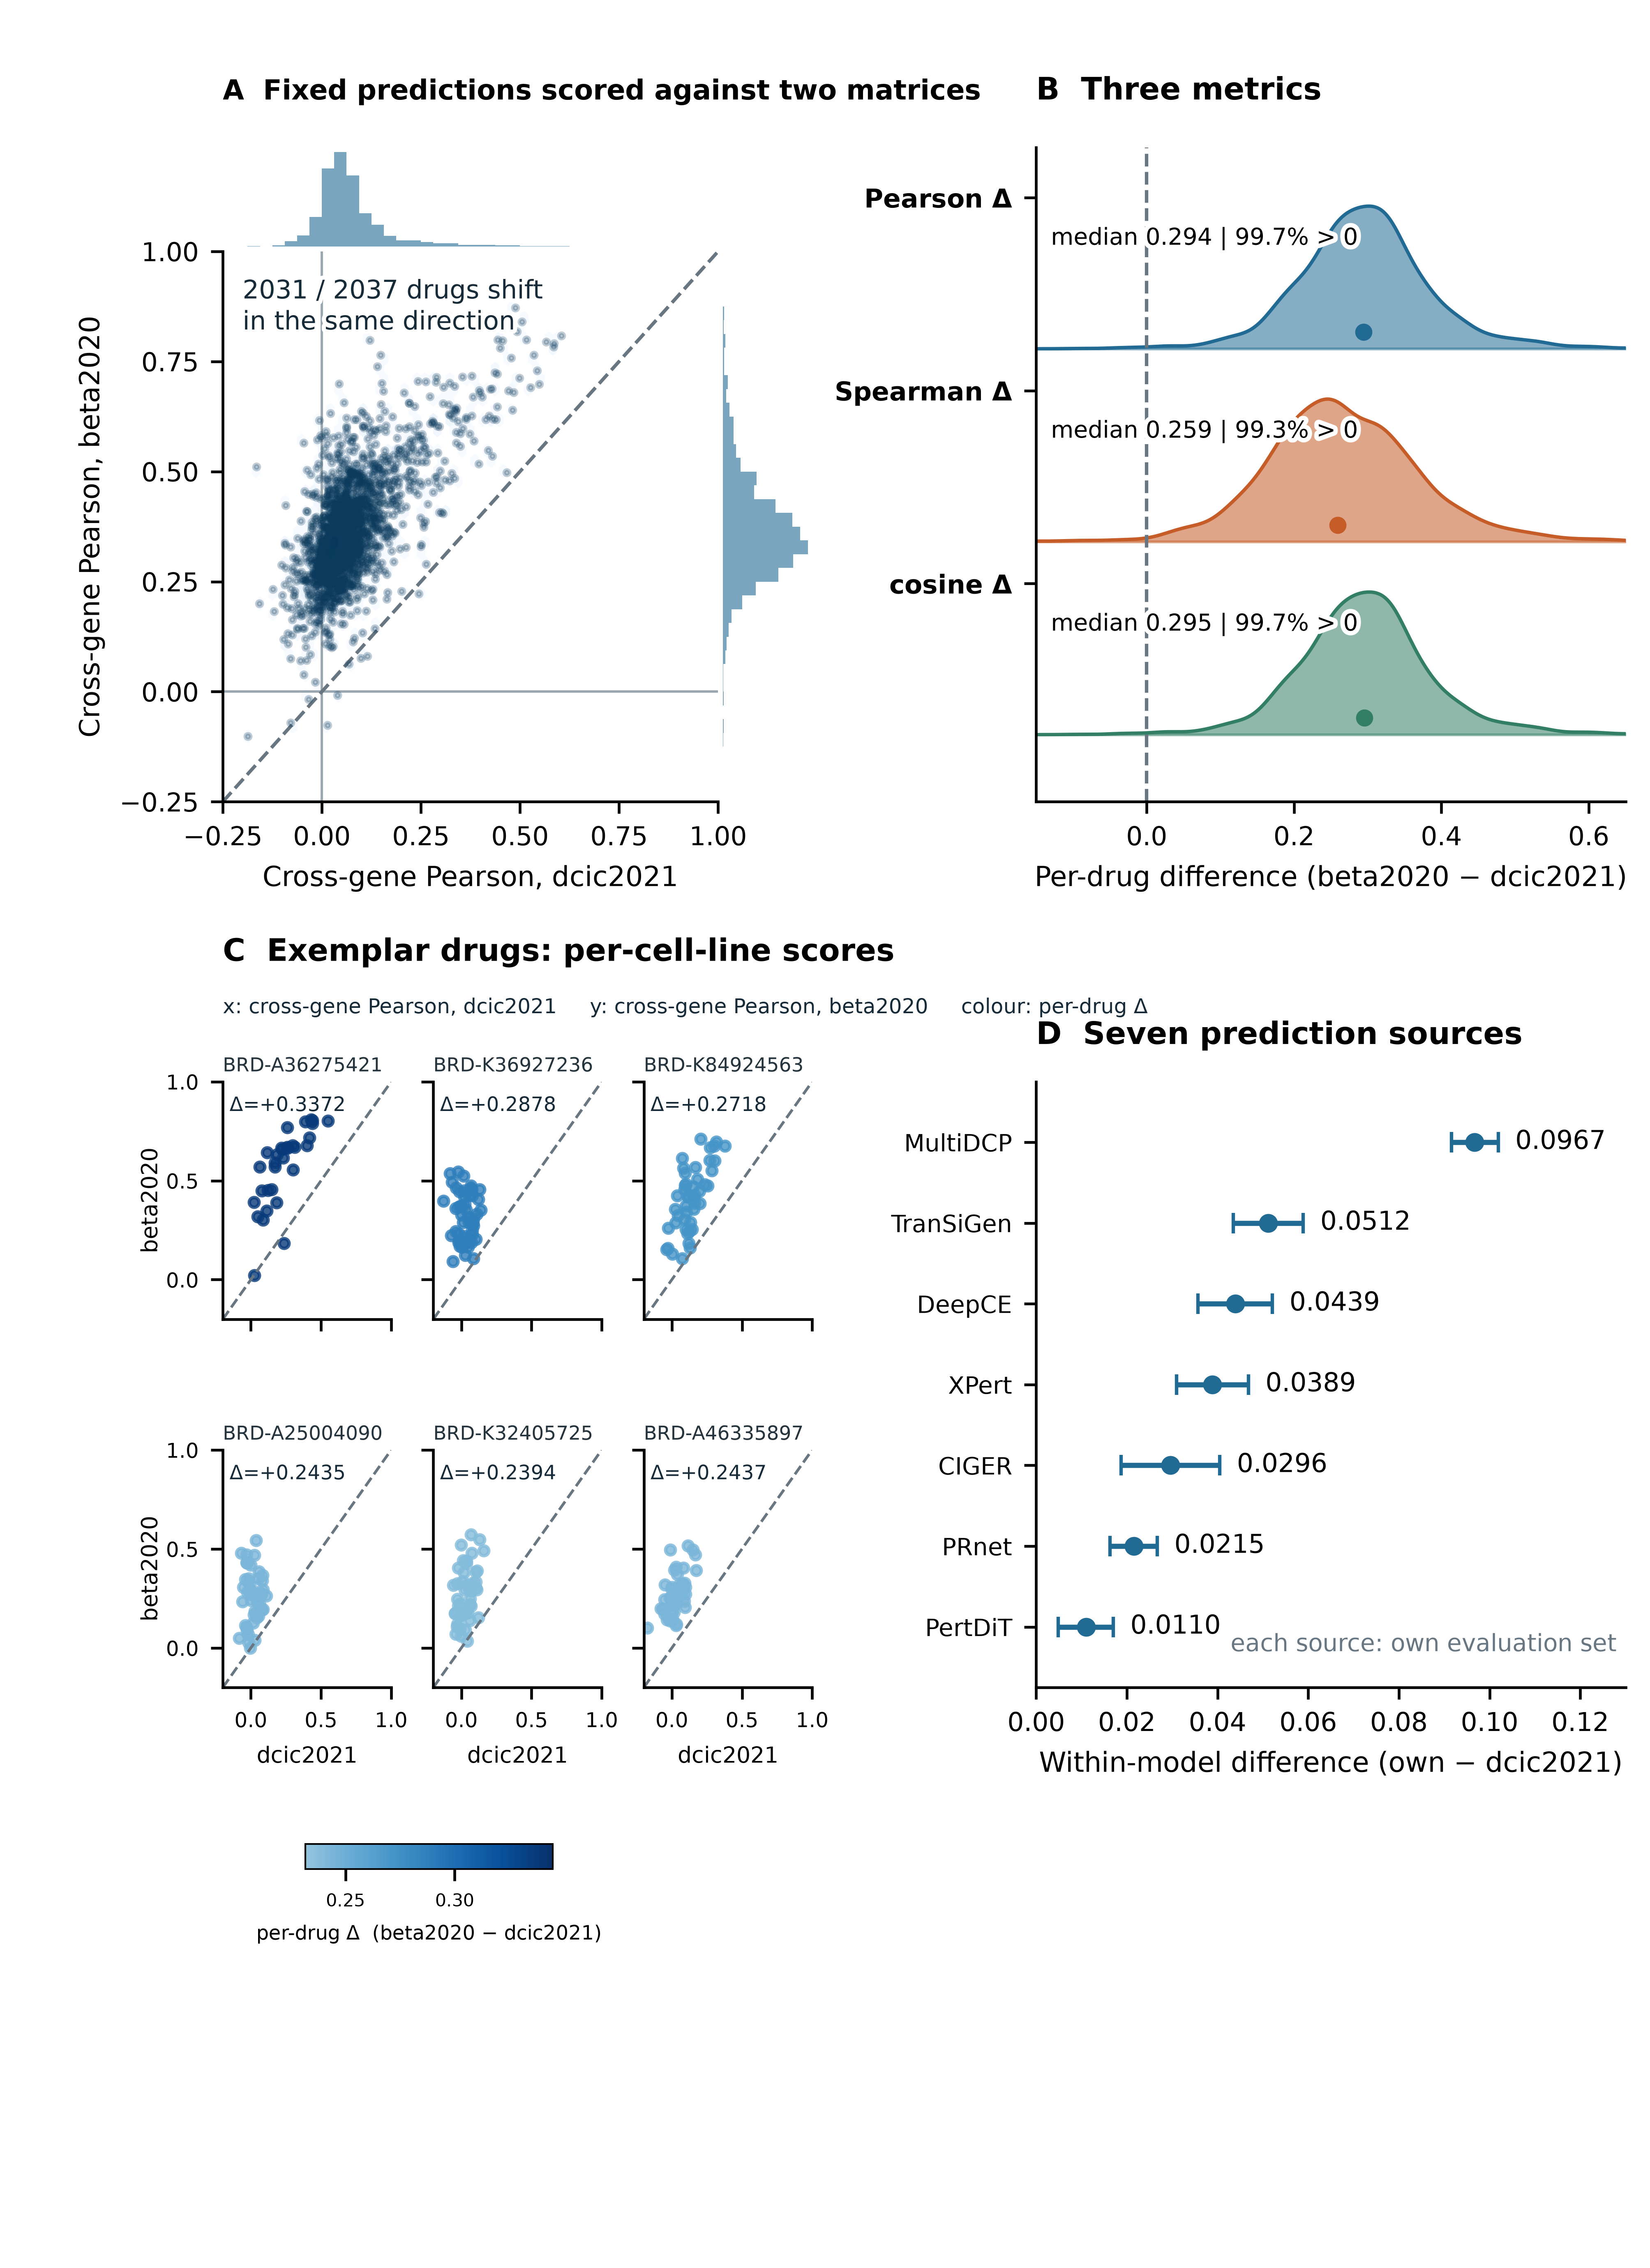 A Fixed predictions scored against two matrices
2031 / 2037 drugs shift
in the same direction
Cross-gene Pearson, beta2020
1.00
0.75
0.50
0.25
0.00
−0.25
−0.25 0.00 0.25 0.50 0.75 1.00
Cross-gene Pearson, dcic2021
B Three metrics
Pearson Δ
median 0.294 | 99.7% > 0
Spearman Δ
median 0.259 | 99.3% > 0
cosine Δ
median 0.295 | 99.7% > 0
0.0 0.2 0.4 0.6
Per-drug difference (beta2020 − dcic2021)
C Exemplar drugs: per-cell-line scores
x: cross-gene Pearson, dcic2021 y: cross-gene Pearson, beta2020 colour: per-drug Δ
BRD-A36275421 BRD-K36927236 BRD-K84924563
Δ=+0.3372 Δ=+0.2878 Δ=+0.2718
beta2020
1.0
0.5
0.0
BRD-A25004090 BRD-K32405725 BRD-A46335897
Δ=+0.2435 Δ=+0.2394 Δ=+0.2437
beta2020
1.0
0.5
0.0
0.0 0.5 1.0 0.0 0.5 1.0 0.0 0.5 1.0
dcic2021 dcic2021 dcic2021
0.25 0.30
per-drug Δ (beta2020 − dcic2021)
D Seven prediction sources
MultiDCP 0.0967
TranSiGen 0.0512
DeepCE 0.0439
XPert 0.0389
CIGER 0.0296
PRnet 0.0215
PertDiT 0.0110
each source: own evaluation set
0.00 0.02 0.04 0.06 0.08 0.10 0.12
Within-model difference (own − dcic2021)